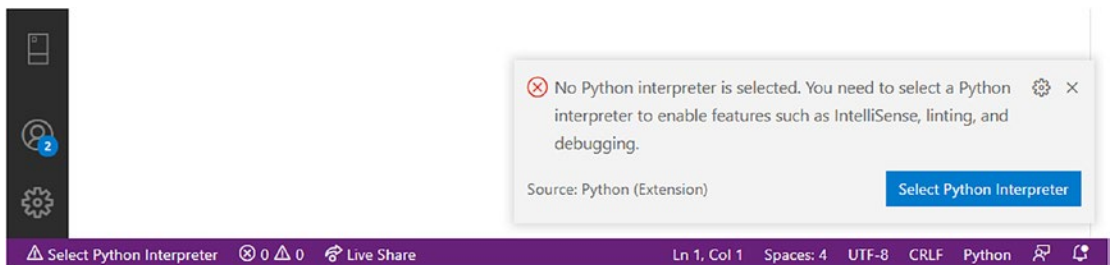 No Python interpreter is selected. You need to select a Python
interpreter to enable features such as IntelliSense, linting, and
debugging.
2
Source: Python (Extension)
Select Python Interpreter
Select Python Interpreter 0 0 Live Share Ln 1, Col 1 Spaces: 4 UTF-8 CRLF Python